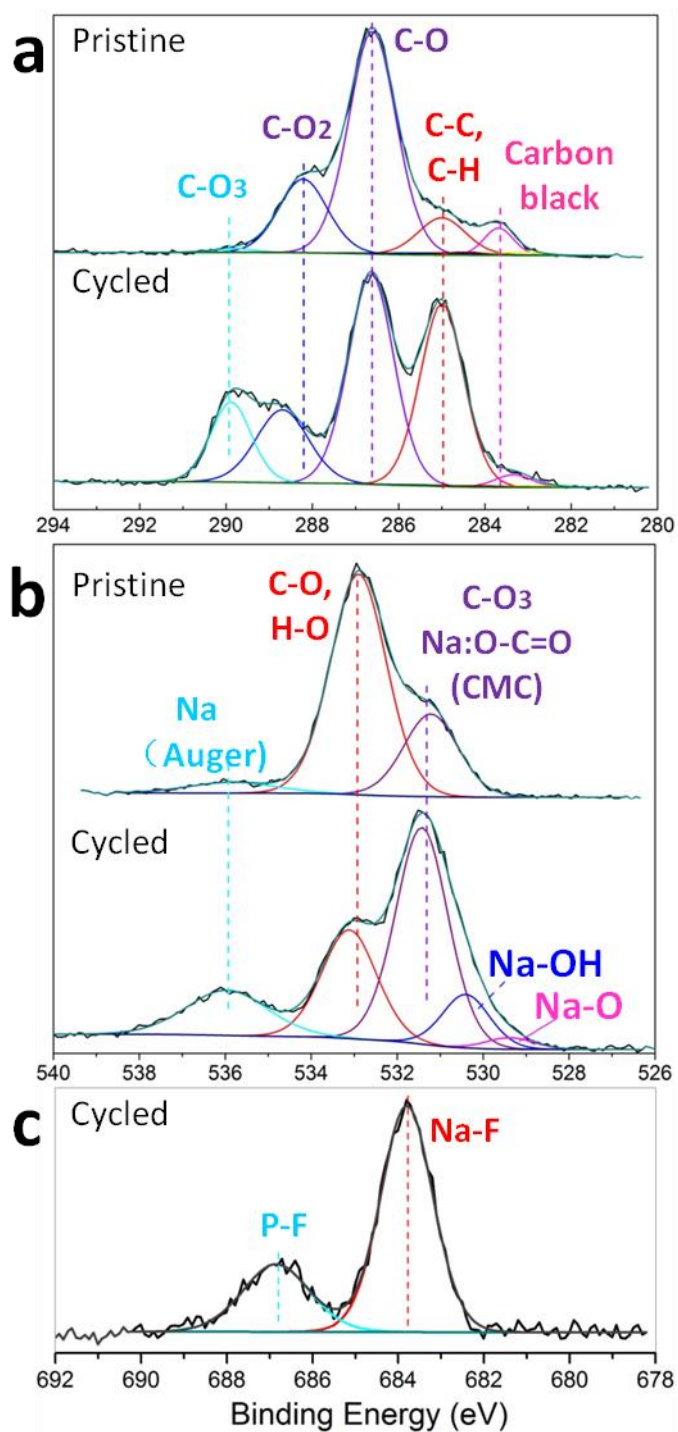 a
Pristine
C-O
C-O2
C-C,
C-H
Carbon
black
C-O3
Cycled
294 292 290 288 286 284 282 280
b
Pristine
C-O,
H-O
C-O3
Na:O-C=O
(CMC)
Na
（Auger)
Cycled
Na-OH
Na-O
540 538 536 534 532 530 528 526
c
Cycled
Na-F
P-F
692 690 688 686 684 682 680 678
Binding Energy (eV)